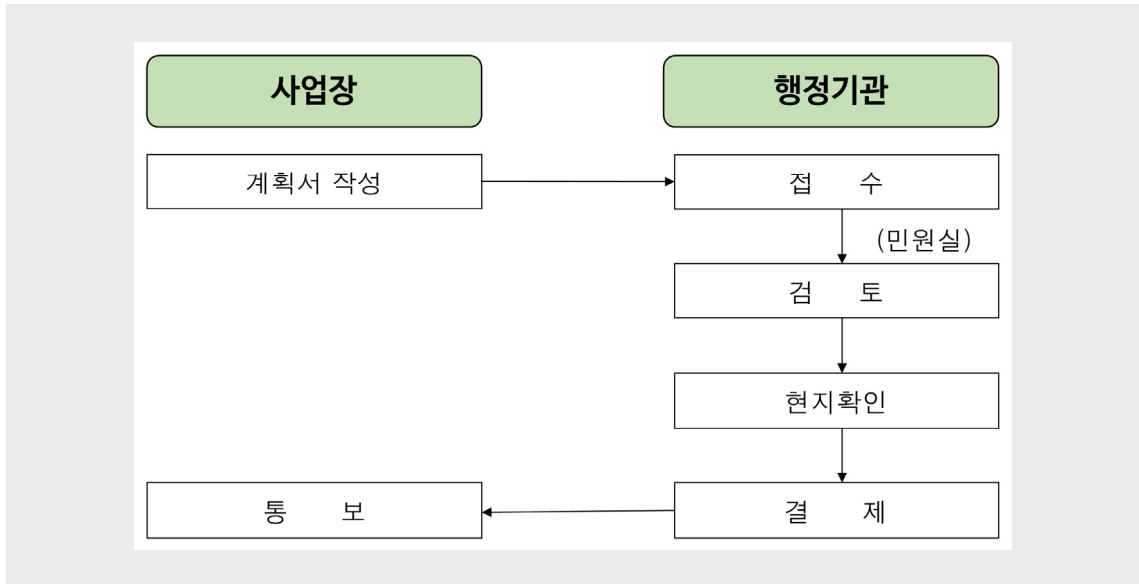 사업장 행정기관
계획서 작성 접 수
(민원실)
검 토
현지확인
통 보 결 제